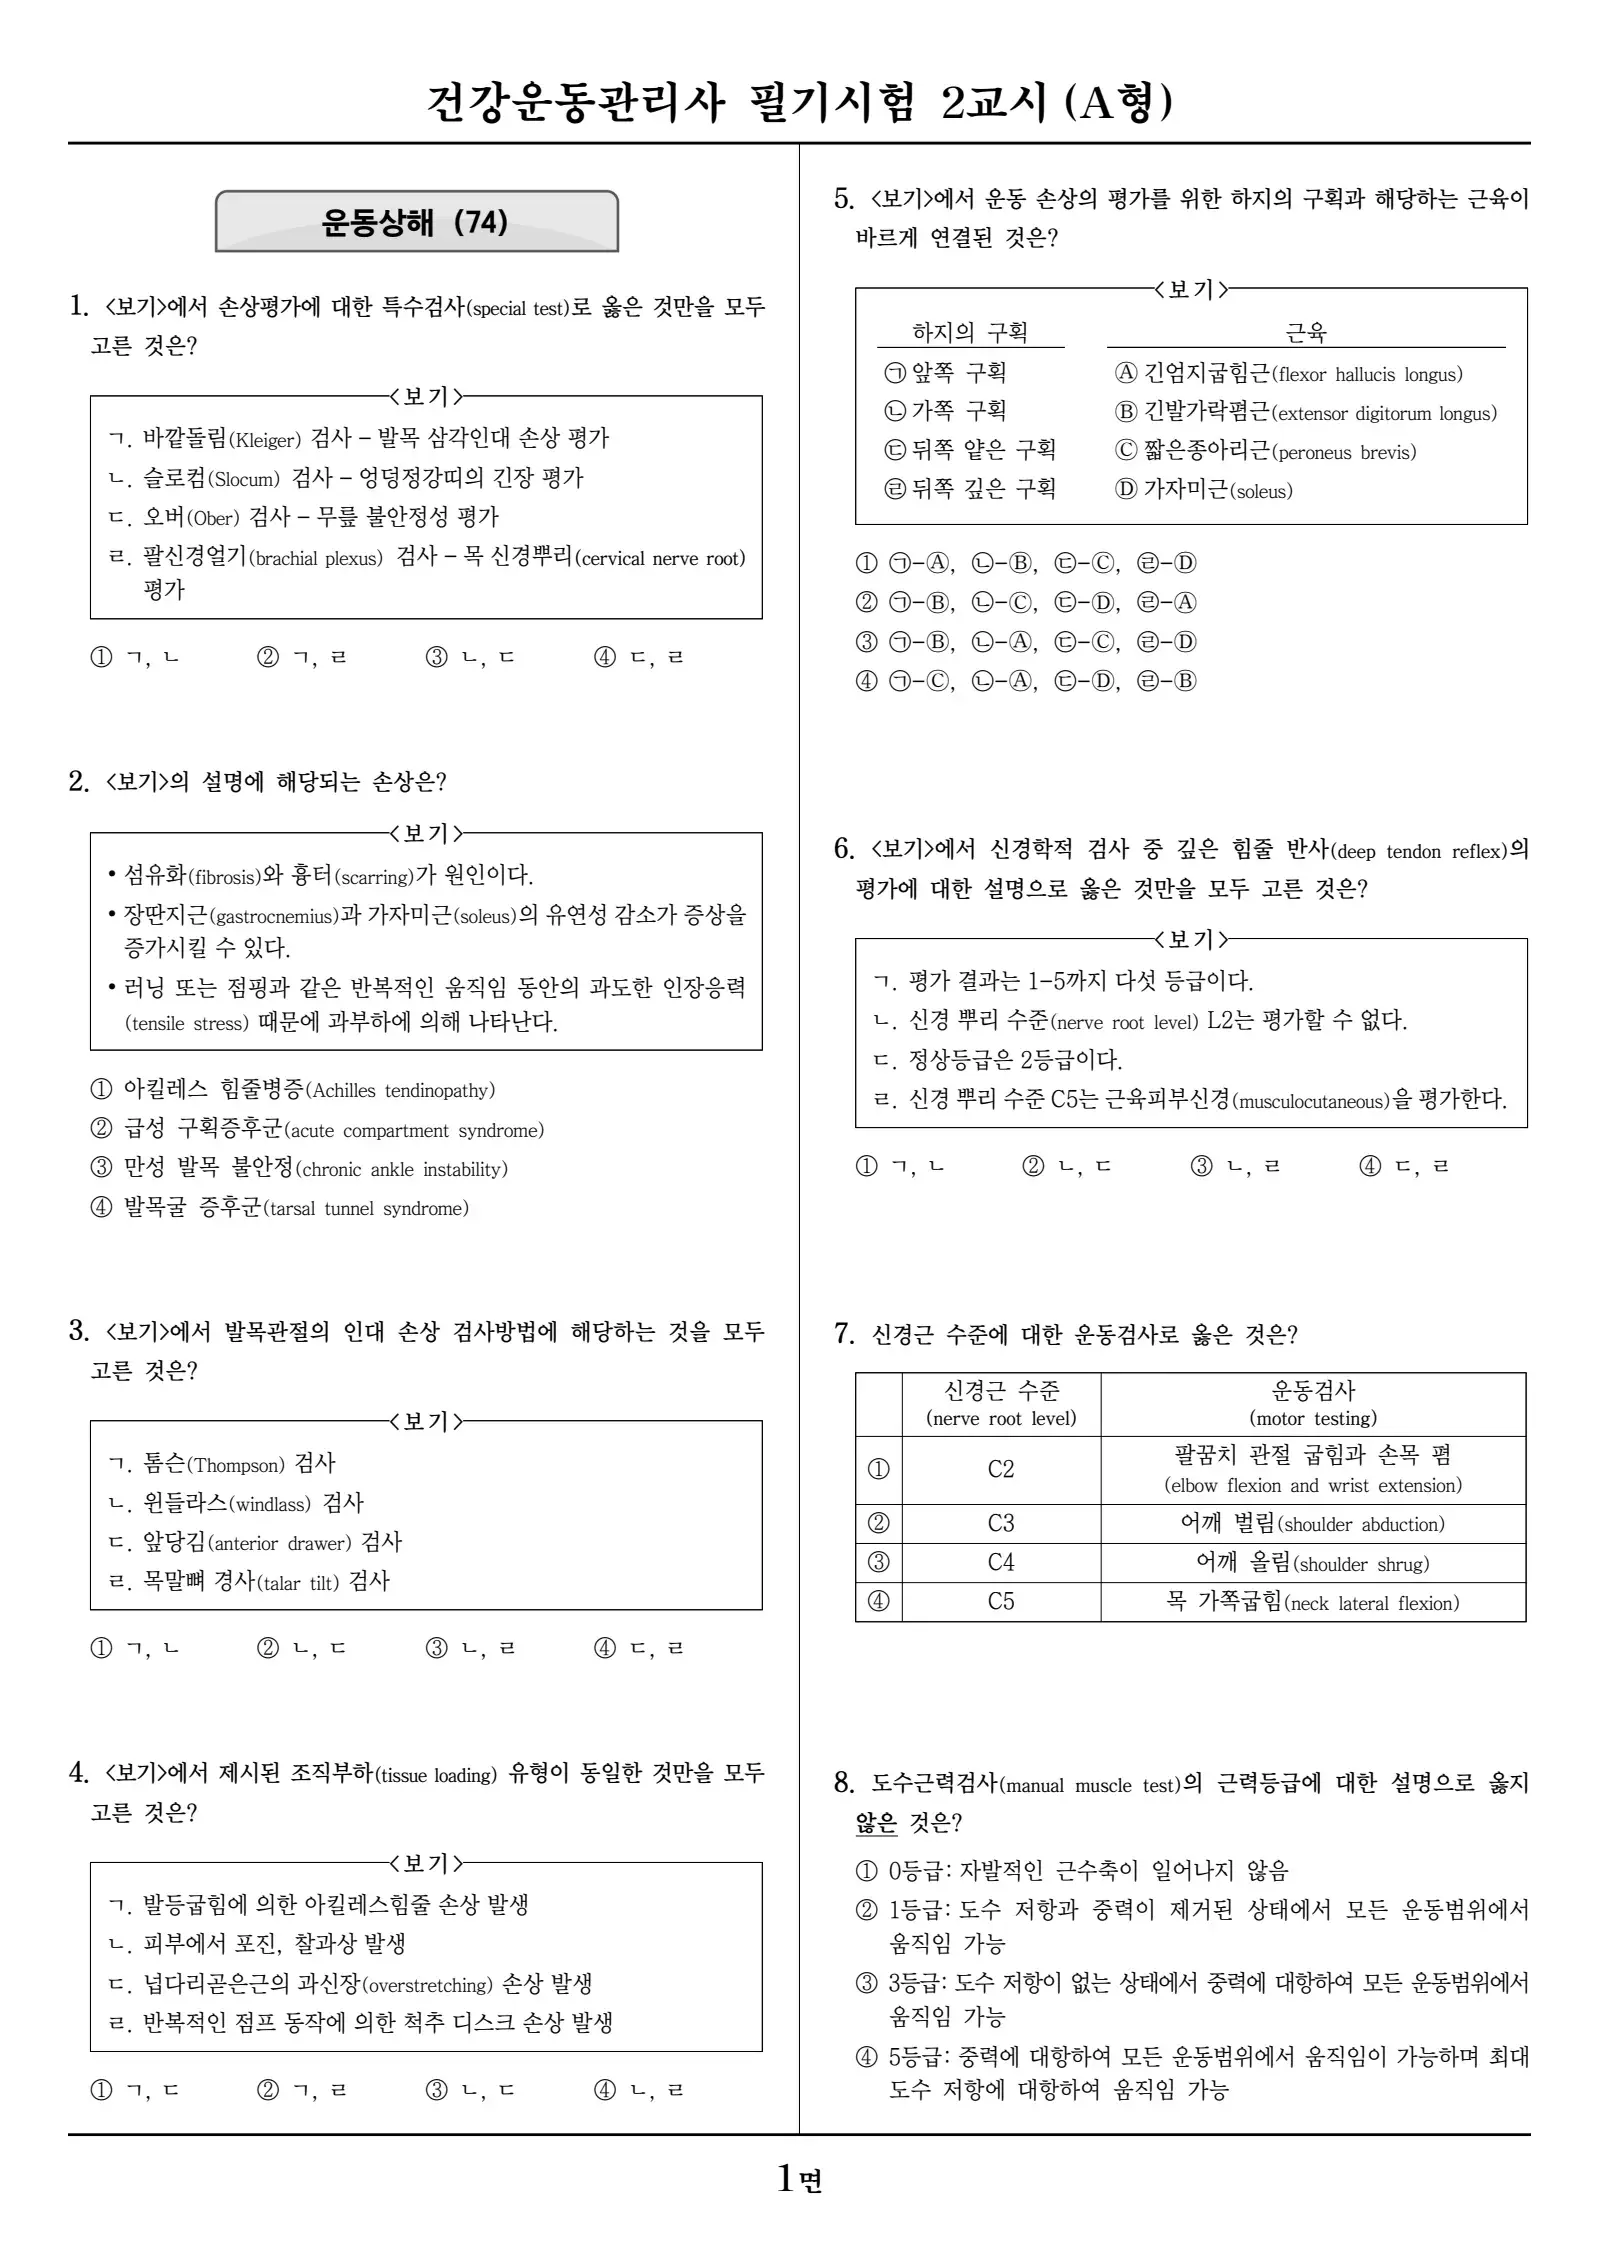 건강운동관리사 필기시험 2교시 (A형)
운동상해 (74)
1. <보기>에서 손상평가에 대한 특수검사(special test)로 옳은 것만을 모두
고른 것은?
<보기>
ㄱ. 바깥돌림(Kleiger) 검사 – 발목 삼각인대 손상 평가
ㄴ. 슬로컴(Slocum) 검사 – 엉덩정강띠의 긴장 평가
ㄷ. 오버(Ober) 검사 – 무릎 불안정성 평가
ㄹ. 팔신경얼기(brachial plexus) 검사 – 목 신경뿌리(cervical nerve root)
평가
① ㄱ, ㄴ ② ㄱ, ㄹ ③ ㄴ, ㄷ ④ ㄷ, ㄹ
2. <보기>의 설명에 해당되는 손상은?
<보기>
• 섬유화(fibrosis)와 흉터(scarring)가 원인이다.
• 장딴지근(gastrocnemius)과 가자미근(soleus)의 유연성 감소가 증상을
증가시킬 수 있다.
• 러닝 또는 점핑과 같은 반복적인 움직임 동안의 과도한 인장응력
(tensile stress) 때문에 과부하에 의해 나타난다.
① 아킬레스 힘줄병증(Achilles tendinopathy)
② 급성 구획증후군(acute compartment syndrome)
③ 만성 발목 불안정(chronic ankle instability)
④ 발목굴 증후군(tarsal tunnel syndrome)
3. <보기>에서 발목관절의 인대 손상 검사방법에 해당하는 것을 모두
고른 것은?
<보기>
ㄱ. 톰슨(Thompson) 검사
ㄴ. 윈들라스(windlass) 검사
ㄷ. 앞당김(anterior drawer) 검사
ㄹ. 목말뼈 경사(talar tilt) 검사
① ㄱ, ㄴ ② ㄴ, ㄷ ③ ㄴ, ㄹ ④ ㄷ, ㄹ
4. <보기>에서 제시된 조직부하(tissue loading) 유형이 동일한 것만을 모두
고른 것은?
<보기>
ㄱ. 발등굽힘에 의한 아킬레스힘줄 손상 발생
ㄴ. 피부에서 포진, 찰과상 발생
ㄷ. 넙다리곧은근의 과신장(overstretching) 손상 발생
ㄹ. 반복적인 점프 동작에 의한 척추 디스크 손상 발생
① ㄱ, ㄷ ② ㄱ, ㄹ ③ ㄴ, ㄷ ④ ㄴ, ㄹ
5. <보기>에서 운동 손상의 평가를 위한 하지의 구획과 해당하는 근육이
바르게 연결된 것은?
<보기>
하지의 구획 근육
㉠ 앞쪽 구획 Ⓐ 긴엄지굽힘근(flexor hallucis longus)
㉡ 가쪽 구획 Ⓑ 긴발가락폄근(extensor digitorum longus)
㉢ 뒤쪽 얕은 구획 Ⓒ 짧은종아리근(peroneus brevis)
㉣ 뒤쪽 깊은 구획 Ⓓ 가자미근(soleus)
① ㉠-Ⓐ, ㉡-Ⓑ, ㉢-Ⓒ, ㉣-Ⓓ
② ㉠-Ⓑ, ㉡-Ⓒ, ㉢-Ⓓ, ㉣-Ⓐ
③ ㉠-Ⓑ, ㉡-Ⓐ, ㉢-Ⓒ, ㉣-Ⓓ
④ ㉠-Ⓒ, ㉡-Ⓐ, ㉢-Ⓓ, ㉣-Ⓑ
6. <보기>에서 신경학적 검사 중 깊은 힘줄 반사(deep tendon reflex)의
평가에 대한 설명으로 옳은 것만을 모두 고른 것은?
<보기>
ㄱ. 평가 결과는 1-5까지 다섯 등급이다.
ㄴ. 신경 뿌리 수준(nerve root level) L2는 평가할 수 없다.
ㄷ. 정상등급은 2등급이다.
ㄹ. 신경 뿌리 수준 C5는 근육피부신경(musculocutaneous)을 평가한다.
① ㄱ, ㄴ ② ㄴ, ㄷ ③ ㄴ, ㄹ ④ ㄷ, ㄹ
7. 신경근 수준에 대한 운동검사로 옳은 것은?
신경근 수준 운동검사
(nerve root level) (motor testing)
① C2 팔꿈치 관절 굽힘과 손목 폄
(elbow flexion and wrist extension)
② C3 어깨 벌림(shoulder abduction)
③ C4 어깨 올림(shoulder shrug)
④ C5 목 가쪽굽힘(neck lateral flexion)
8. 도수근력검사(manual muscle test)의 근력등급에 대한 설명으로 옳지
않은 것은?
① 0등급: 자발적인 근수축이 일어나지 않음
② 1등급: 도수 저항과 중력이 제거된 상태에서 모든 운동범위에서
움직임 가능
③ 3등급: 도수 저항이 없는 상태에서 중력에 대항하여 모든 운동범위에서
움직임 가능
④ 5등급: 중력에 대항하여 모든 운동범위에서 움직임이 가능하며 최대
도수 저항에 대항하여 움직임 가능
1면